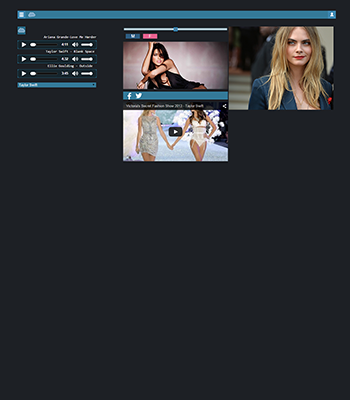 Ariana Grande-Love Me Harder
4:11
Taylor Swift - Blank Space
4:32
Ellie Goulding - Outside
3:45
Taylor Swift
Victoria's Secret Fashion Show 2013 - Taylor Swift